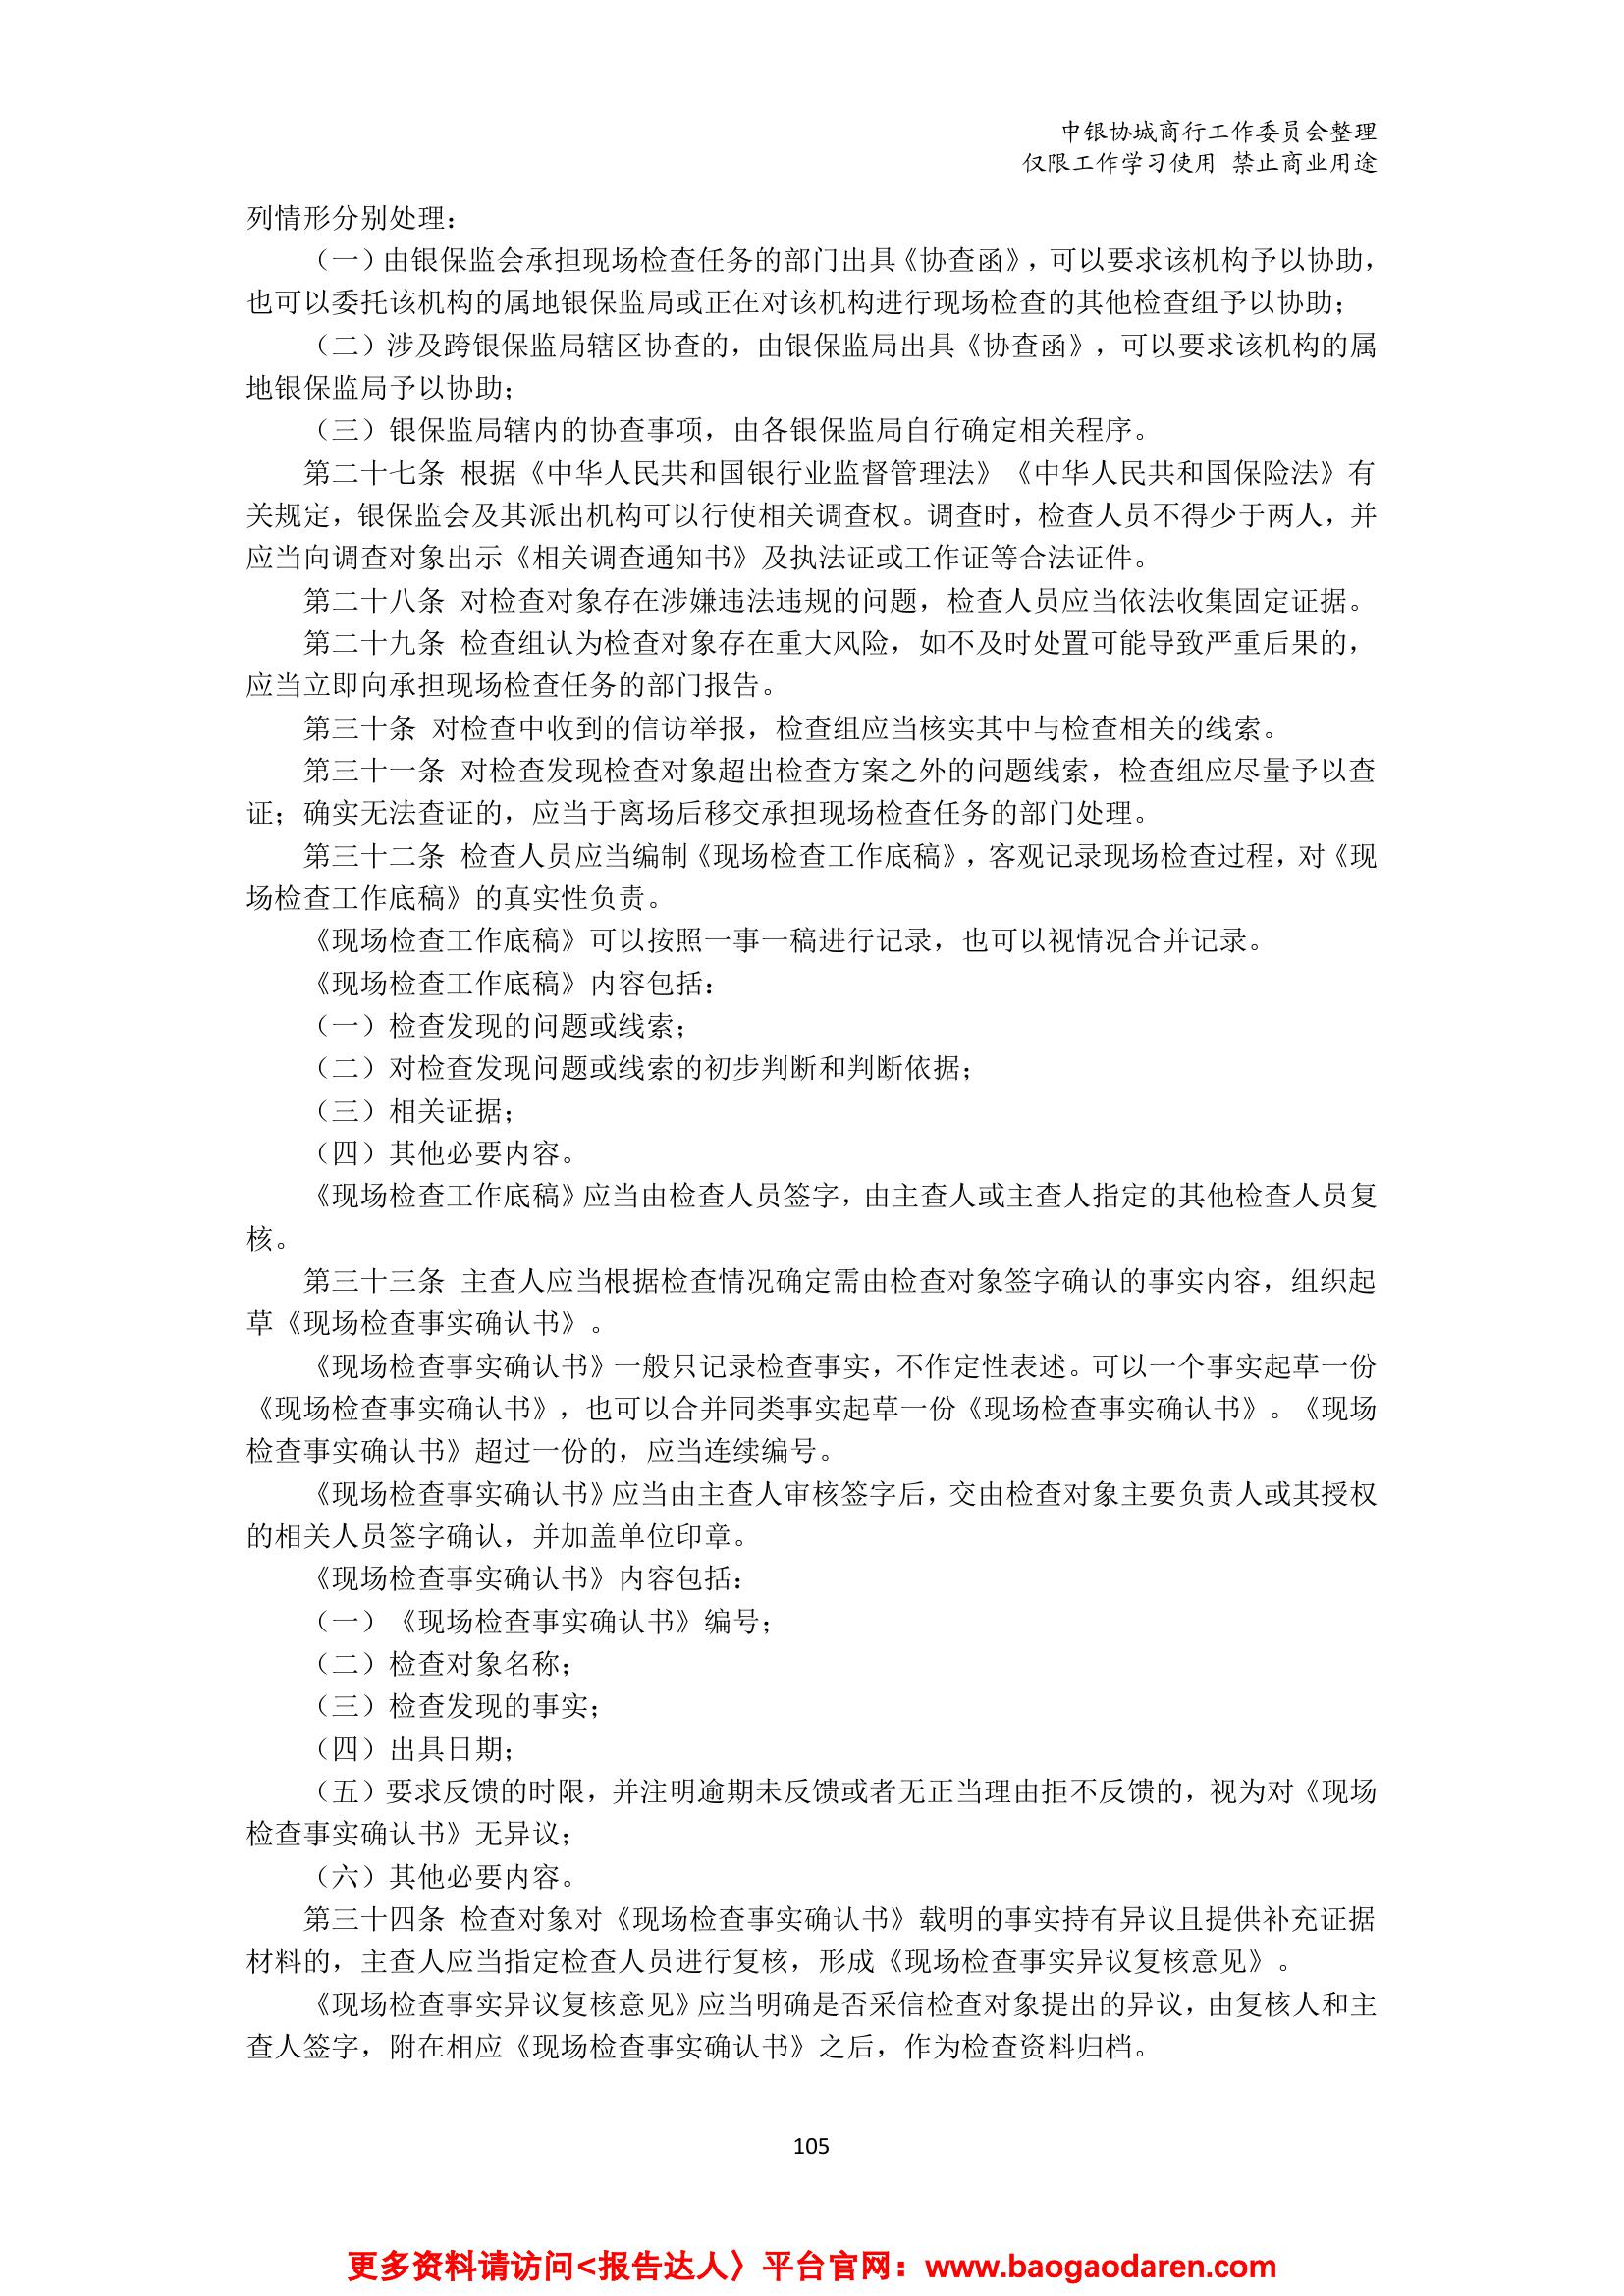 中银协城商行工作委员会整理
仅限工作学习使用 禁止商业用途
列情形分别处理：
（一）由银保监会承担现场检查任务的部门出具《协查函》，可以要求该机构予以协助，
也可以委托该机构的属地银保监局或正在对该机构进行现场检查的其他检查组予以协助；
（二）涉及跨银保监局辖区协查的，由银保监局出具《协查函》，可以要求该机构的属
地银保监局予以协助；
（三）银保监局辖内的协查事项，由各银保监局自行确定相关程序。
第二十七条 根据《中华人民共和国银行业监督管理法》《中华人民共和国保险法》有
关规定，银保监会及其派出机构可以行使相关调查权。调查时，检查人员不得少于两人，并
应当向调查对象出示《相关调查通知书》及执法证或工作证等合法证件。
第二十八条 对检查对象存在涉嫌违法违规的问题，检查人员应当依法收集固定证据。
第二十九条 检查组认为检查对象存在重大风险，如不及时处置可能导致严重后果的，
应当立即向承担现场检查任务的部门报告。
第三十条 对检查中收到的信访举报，检查组应当核实其中与检查相关的线索。
第三十一条 对检查发现检查对象超出检查方案之外的问题线索，检查组应尽量予以查
证；确实无法查证的，应当于离场后移交承担现场检查任务的部门处理。
第三十二条 检查人员应当编制《现场检查工作底稿》，客观记录现场检查过程，对《现
场检查工作底稿》的真实性负责。
《现场检查工作底稿》可以按照一事一稿进行记录，也可以视情况合并记录。
《现场检查工作底稿》内容包括：
（一）检查发现的问题或线索；
（二）对检查发现问题或线索的初步判断和判断依据；
（三）相关证据；
（四）其他必要内容。
《现场检查工作底稿》应当由检查人员签字，由主查人或主查人指定的其他检查人员复
核。
第三十三条 主查人应当根据检查情况确定需由检查对象签字确认的事实内容，组织起
草《现场检查事实确认书》。
《现场检查事实确认书》一般只记录检查事实，不作定性表述。可以一个事实起草一份
《现场检查事实确认书》，也可以合并同类事实起草一份《现场检查事实确认书》。《现场
检查事实确认书》超过一份的，应当连续编号。
《现场检查事实确认书》应当由主查人审核签字后，交由检查对象主要负责人或其授权
的相关人员签字确认，并加盖单位印章。
《现场检查事实确认书》内容包括：
（一）《现场检查事实确认书》编号；
（二）检查对象名称；
（三）检查发现的事实；
（四）出具日期；
（五）要求反馈的时限，并注明逾期未反馈或者无正当理由拒不反馈的，视为对《现场
检查事实确认书》无异议；
（六）其他必要内容。
第三十四条 检查对象对《现场检查事实确认书》载明的事实持有异议且提供补充证据
材料的，主查人应当指定检查人员进行复核，形成《现场检查事实异议复核意见》。
《现场检查事实异议复核意见》应当明确是否采信检查对象提出的异议，由复核人和主
查人签字，附在相应《现场检查事实确认书》之后，作为检查资料归档。
105
更多资料请访问<报告达人〉平台官网：www.baogaodaren.com